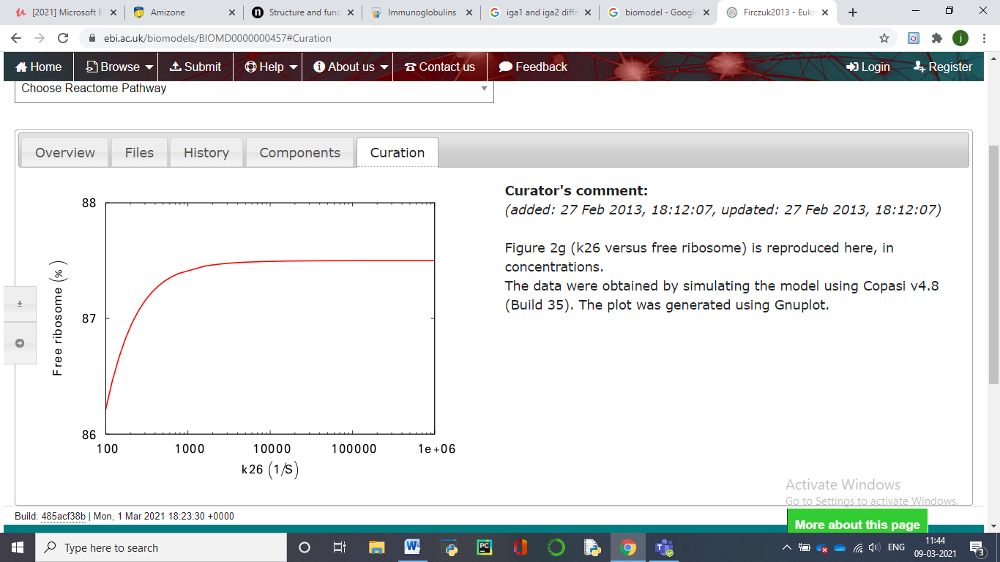 [2021] Microsoft E
Amizone
Structure and func
Immunoglobulins
iga1 and iga2 diffe
biomodel - Google
Firczuk2013 - Euka
ebi.ac.uk/biomodels/BIOMD0000000457#Curation
j
Home
Browse
Submit
Help
About us
Contact us
Feedback
Login
Register
Choose Reactome Pathway
Overview
Files
History
Components
Curation
88
87
86
Free ribosome (%)
100
1000
10000
100000
1e+06
k26 (1/S)
Curator's comment:
(added: 27 Feb 2013, 18:12:07, updated: 27 Feb 2013, 18:12:07)
Figure 2g (k26 versus free ribosome) is reproduced here, in
concentrations.
The data were obtained by simulating the model using Copasi v4.8
(Build 35). The plot was generated using Gnuplot.
Activate Windows
Go to Settings to activate Windows.
Build: 485acf38b | Mon, 1 Mar 2021 18:23:30 +0000
More about this page
Type here to search
ENG
11:44
09-03-2021
3